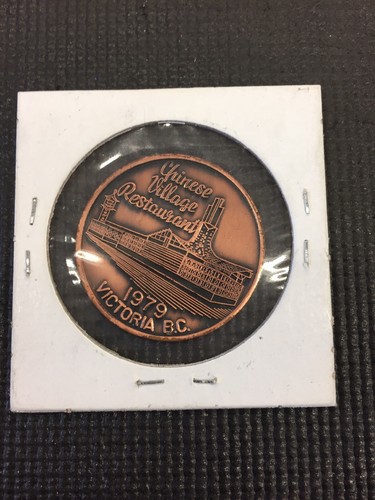 Chinese
Village
Restaurant
1979
VICTORIA B.C.